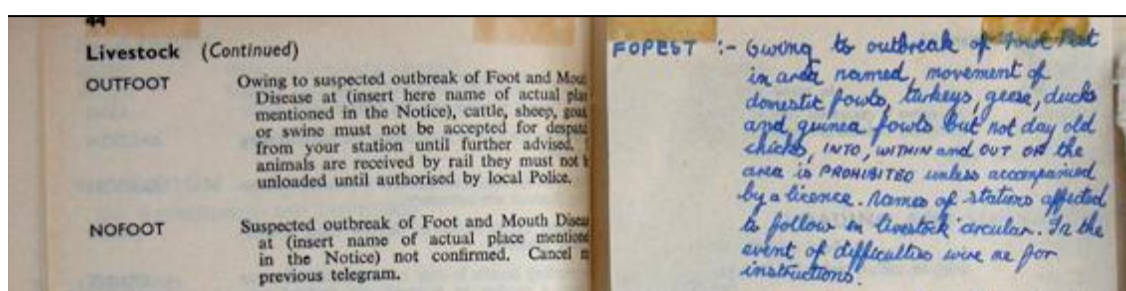 44
Livestock (Continued)
OUTFOOT Owing to suspected outbreak of Foot and Mou
Disease at (insert here name of actual pla
mentioned in the Notice), cattle, sheep, goa
or swine must not be accepted for despat
from your station until further advised.
animals are received by rail they must not
unloaded until authorised by local Police.
NOFOOT Suspected outbreak of Foot and Mouth Disea
at (insert name of actual place mentione
in the Notice) not confirmed. Cancel m
previous telegram.
FOPEST :- Owing to outbreak of Fowl Pest
in area named, movement of
domestic fowls, turkeys, geese, ducks
and guinea fowls but not day old
chicks, INTO, WITHIN and OUT OF the
area is PROHIBITED unless accompanied
by a licence. Names of stations affected
to follow in livestock circular. In the
event of difficulties wire me for
instructions.